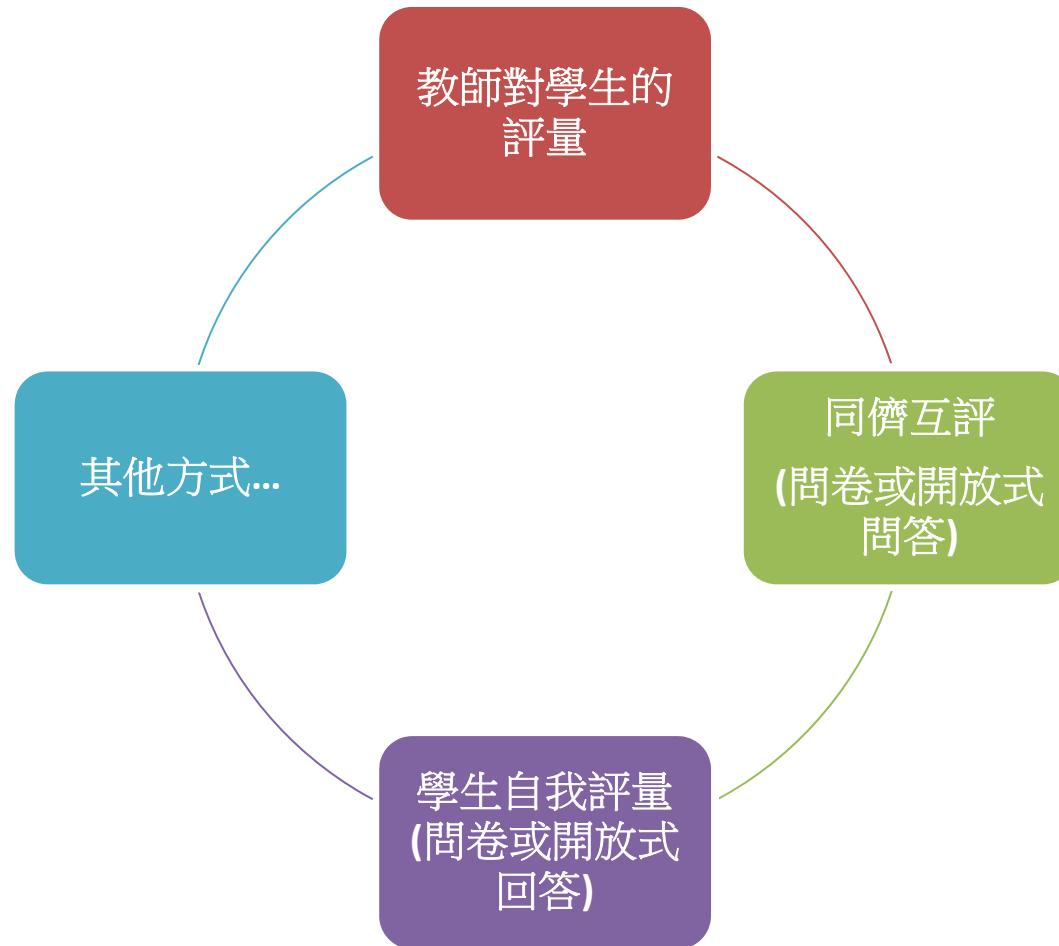 教師對學生的
評量
同儕互評
(問卷或開放式
問答)
學生自我評量
(問卷或開放式
回答)
其他方式...